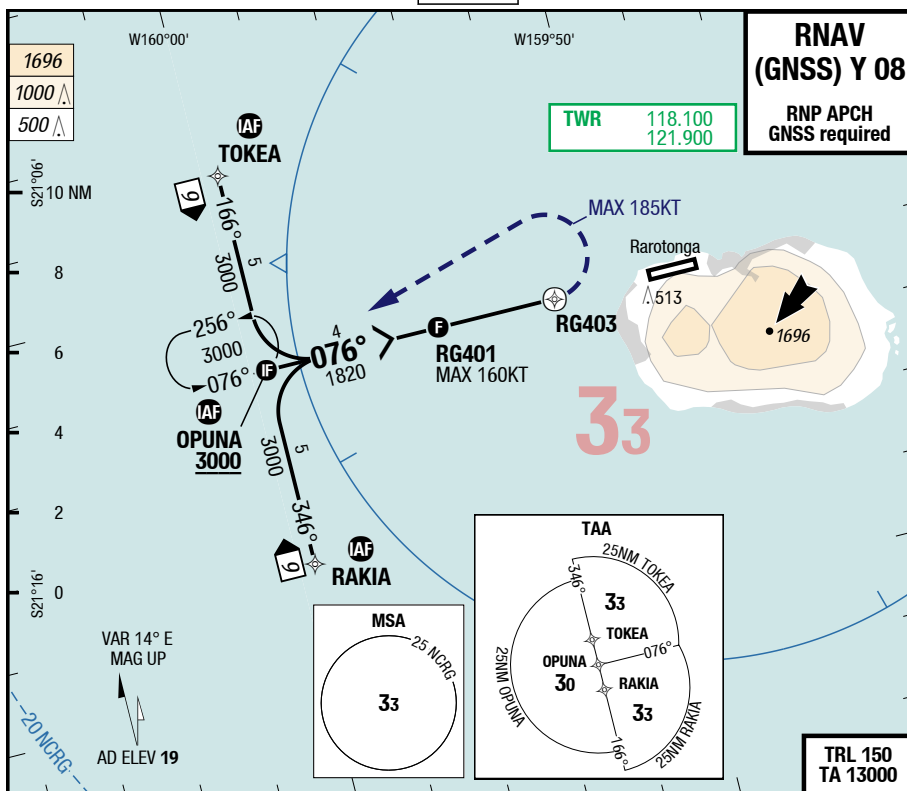 W160°00'
W159°50'
RNAV
(GNSS) Y 08
RNP APCH
GNSS required
1696
1000
500
TWR 118.100
121.900
IAF
TOKEA
S21°06'
10 NM
9
166°
5
3000
MAX 185KT
Rarotonga
513
8
RG403
1696
256°
3000
076°
4
076°
1820
F
RG401
MAX 160KT
6
IF
IAF
OPUNA
3000
33
4
5
3000
2
346°
9
IAF
RAKIA
S21°16'
0
TAA
25NM TOKEA
346°
33
TOKEA
OPUNA
076°
30
RAKIA
33
25NM OPUNA
166°
25NM RAKIA
MSA
25 NCRG
33
VAR 14° E
MAG UP
AD ELEV 19
20 NCRG
TRL 150
TA 13000